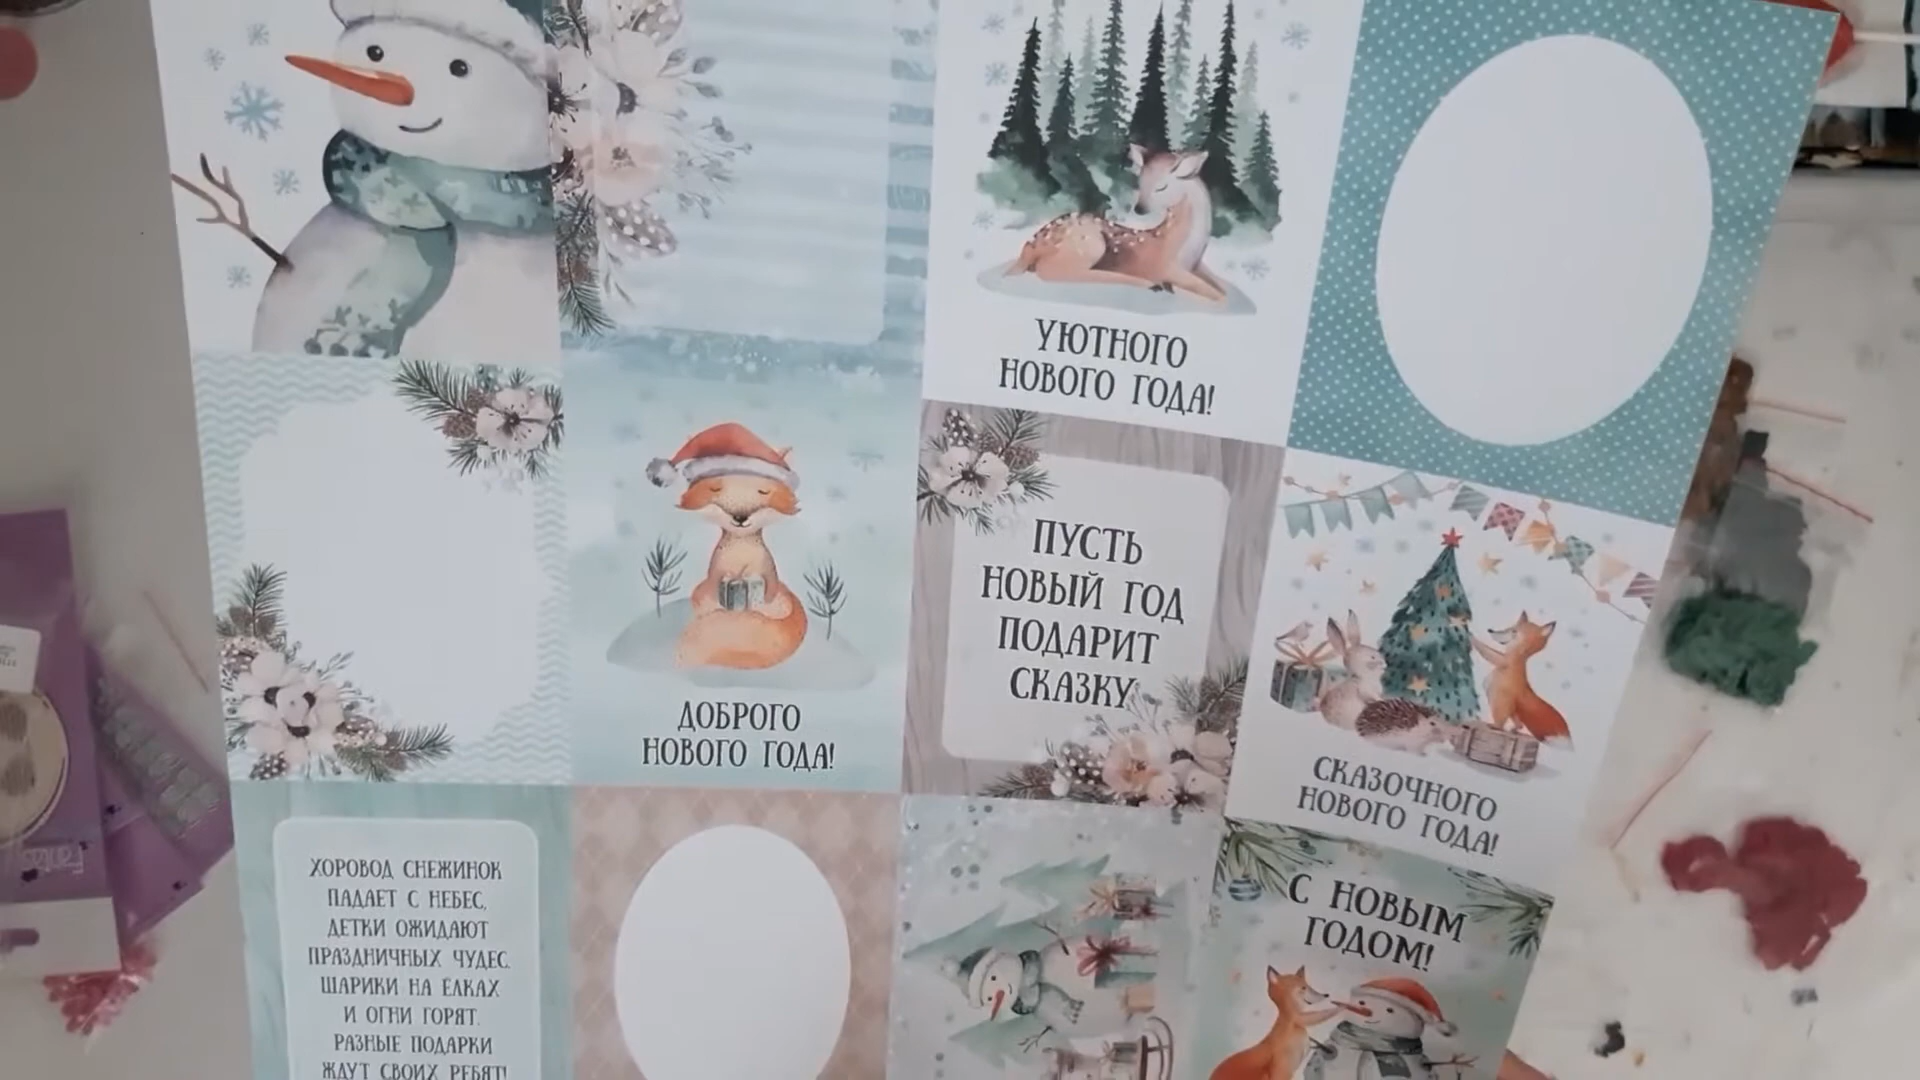 УЮТНОГО
НОВОГО ГОДА!
ДОБРОГО
НОВОГО ГОДА!
ПУСТЬ
НОВЫЙ ГОД
ПОДАРИТ
СКАЗКУ
СКАЗОЧНОГО
НОВОГО ГОДА!
ХОРОВОД СНЕЖИНОК
ПАДАЕТ С НЕБЕС,
ДЕТКИ ОЖИДАЮТ
ПРАЗДНИЧНЫХ ЧУДЕС.
ШАРИКИ НА ЁЛКАХ
И ОГНИ ГОРЯТ.
РАЗНЫЕ ПОДАРКИ
ЖДУТ СВОИХ РЕБЯТ!
С НОВЫМ
ГОДОМ!